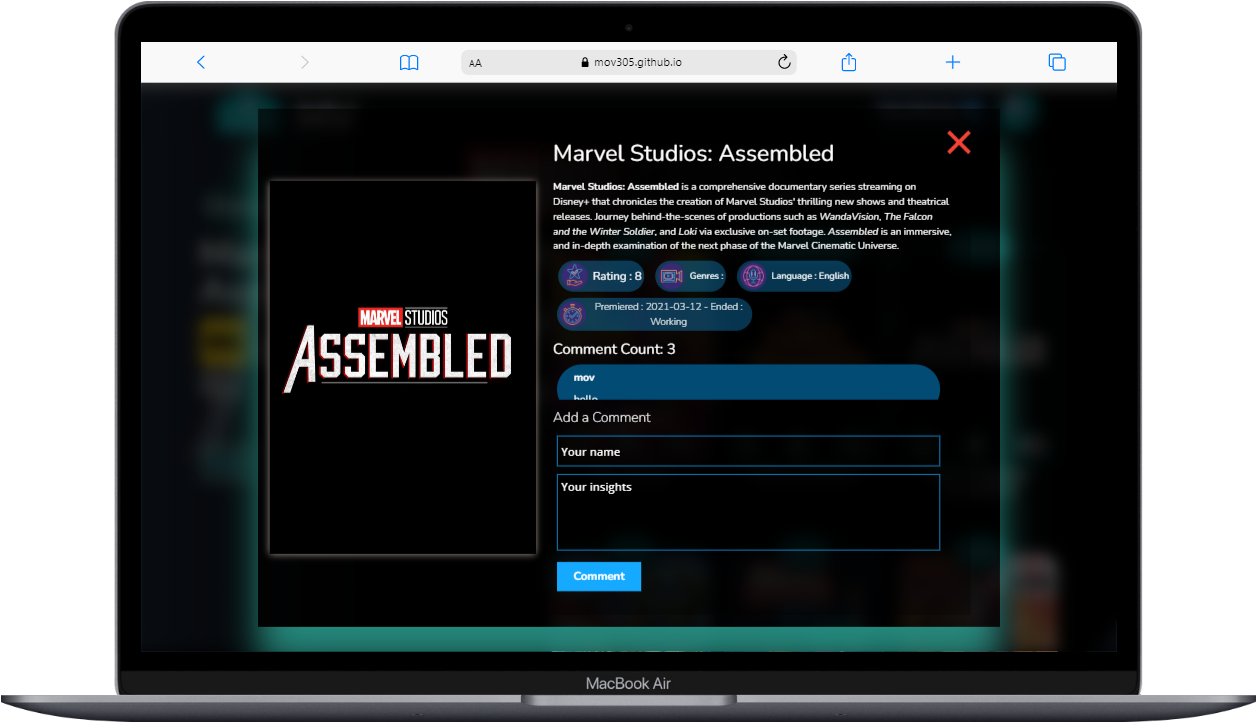 AA
mov305.github.io
Marvel Studios: Assembled
Marvel Studios: Assembled is a comprehensive documentary series streaming on
Disney+ that chronicles the creation of Marvel Studios' thrilling new shows and theatrical
releases. Journey behind-the-scenes of productions such as WandaVision, The Falcon
and the Winter Soldier, and Loki via exclusive on-set footage. Assembled is an immersive,
and in-depth examination of the next phase of the Marvel Cinematic Universe.
MARVEL STUDIOS
ASSEMBLED
Rating : 8
Genres :
Language : English
Premiered : 2021-03-12 - Ended :
Working
Comment Count: 3
mov
hello
Add a Comment
Your name
Your insights
Comment
MacBook Air